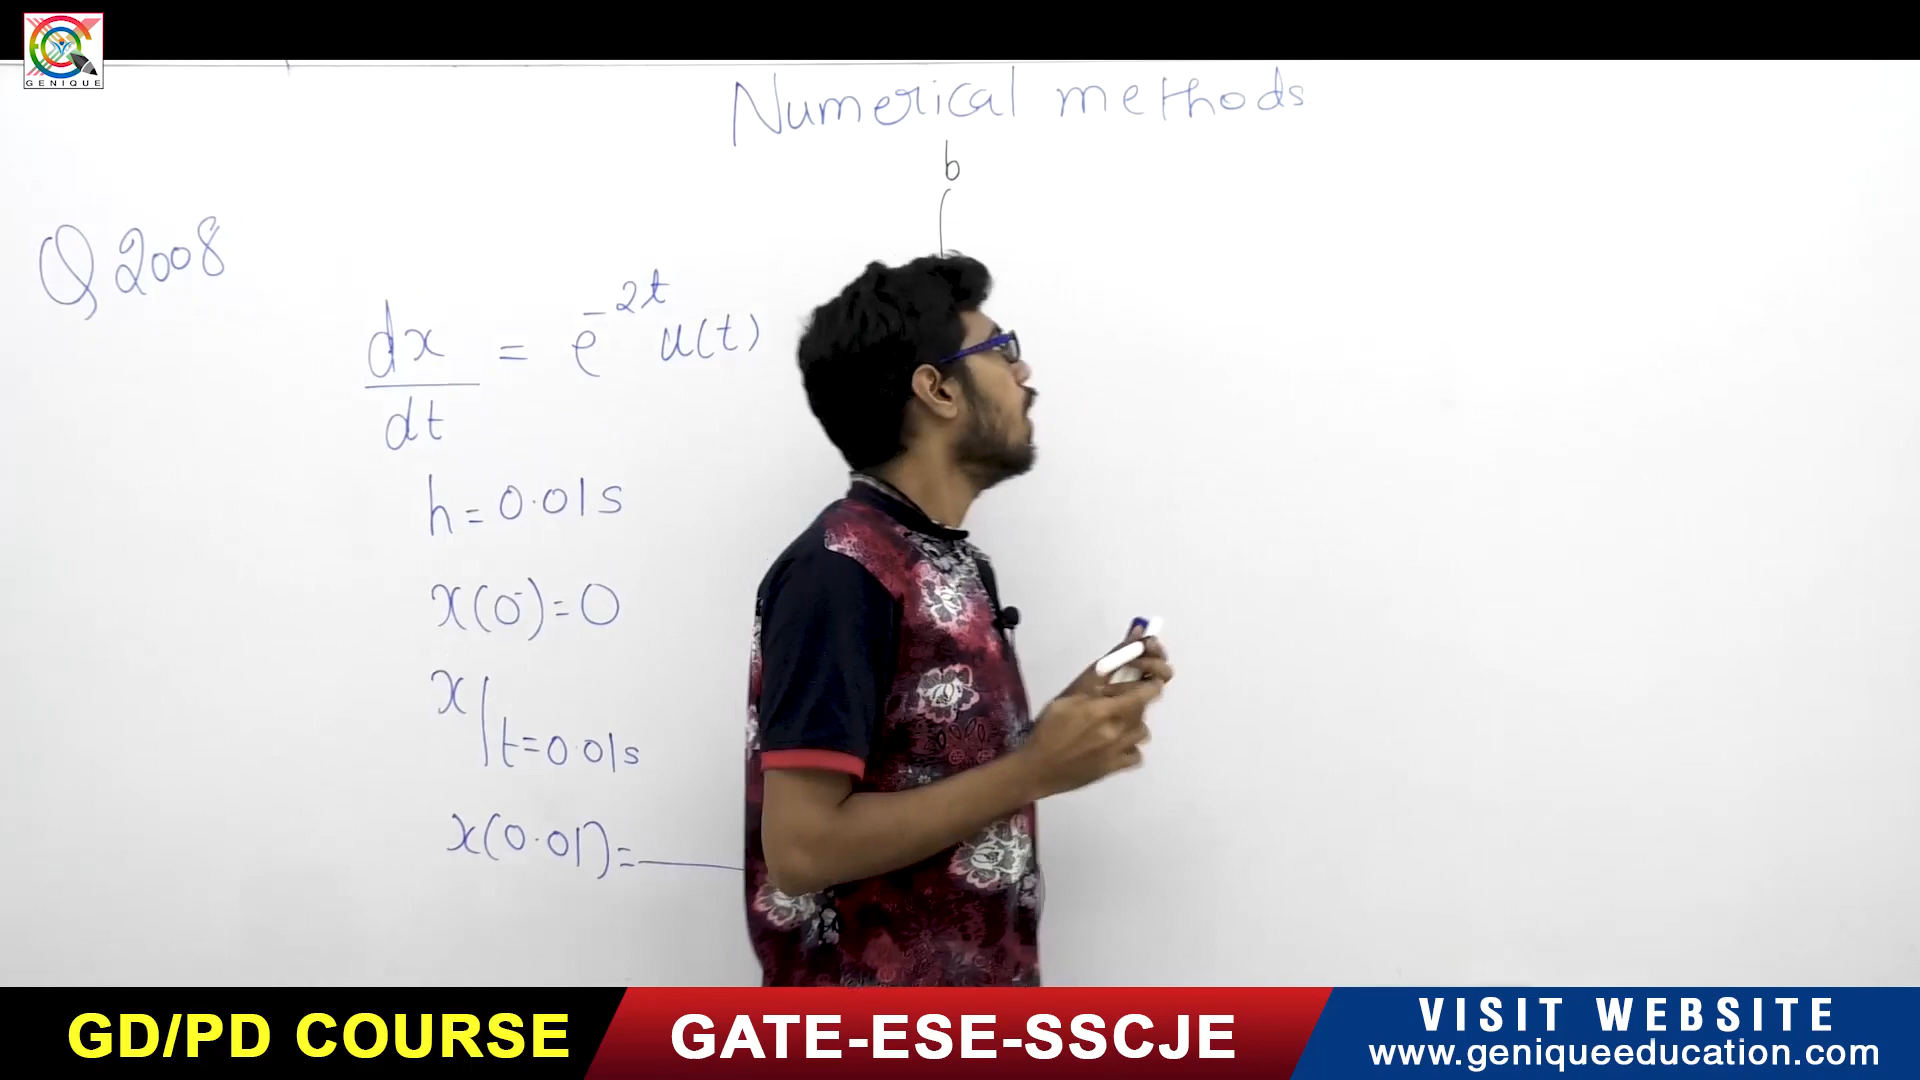 GENIQUE
Numerical methods
b
Q 2008
dx/dt = e^-2t u(t)
h = 0.01s
x(0^-) = 0
x|t=0.01s
x(0.01) = ____
GD/PD COURSE
GATE-ESE-SSCJE
VISIT WEBSITE
www.geniqueeducation.com